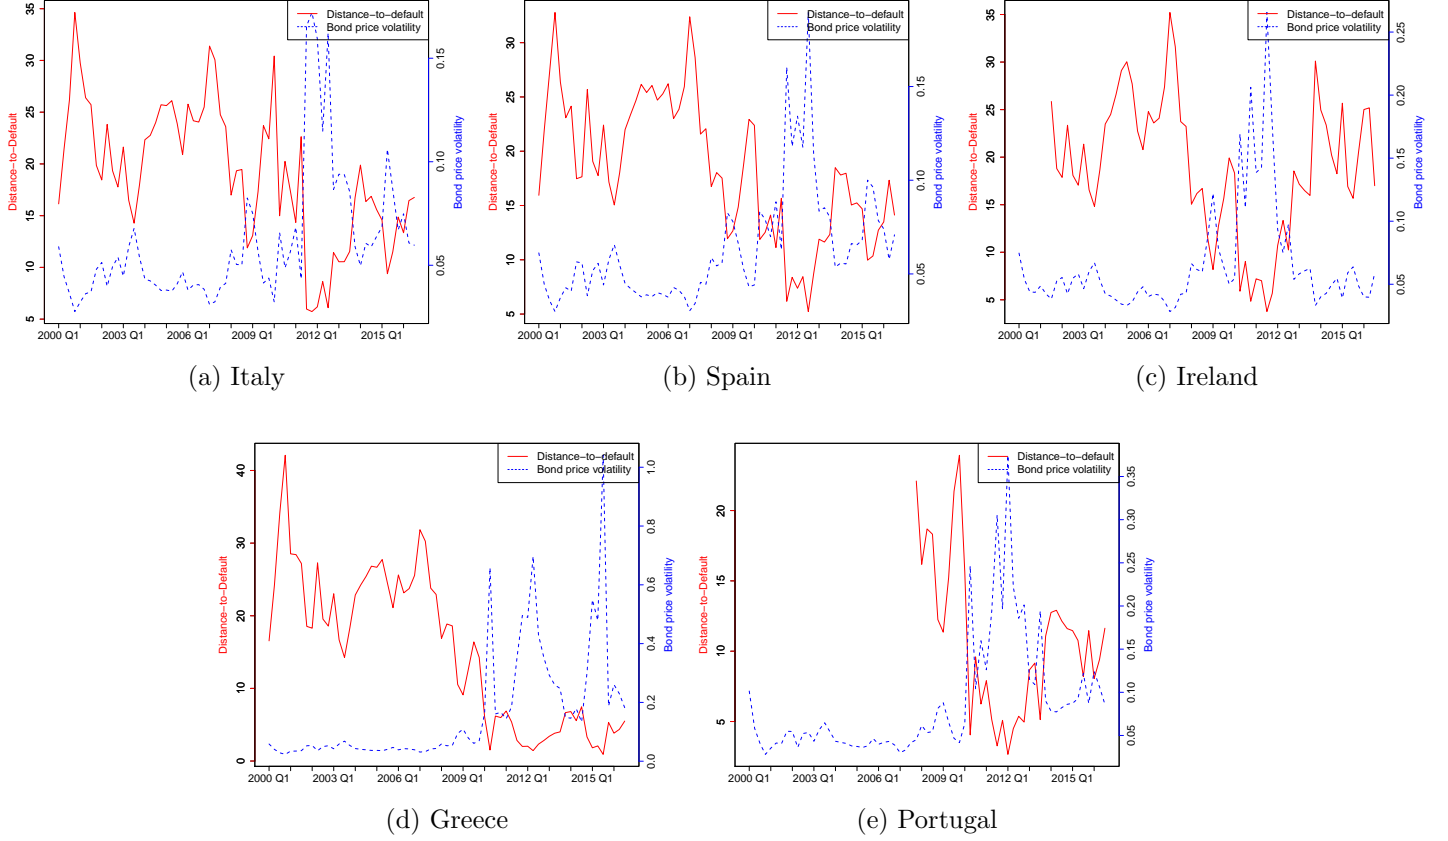 Distance-to-default
Bond price volatility
Distance-to-Default
5 10 15 20 25 30 35
0.05 0.10 0.15
Bond price volatility
2000 Q1 2003 Q1 2006 Q1 2009 Q1 2012 Q1 2015 Q1
(a) Italy
Distance-to-default
Bond price volatility
Distance-to-Default
5 10 15 20 25 30
0.05 0.10 0.15
Bond price volatility
2000 Q1 2003 Q1 2006 Q1 2009 Q1 2012 Q1 2015 Q1
(b) Spain
Distance-to-default
Bond price volatility
Distance-to-Default
5 10 15 20 25 30 35
0.05 0.10 0.15 0.20 0.25
Bond price volatility
2000 Q1 2003 Q1 2006 Q1 2009 Q1 2012 Q1 2015 Q1
(c) Ireland
Distance-to-default
Bond price volatility
Distance-to-Default
0 10 20 30 40
0.0 0.2 0.4 0.6 0.8 1.0
Bond price volatility
2000 Q1 2003 Q1 2006 Q1 2009 Q1 2012 Q1 2015 Q1
(d) Greece
Distance-to-default
Bond price volatility
Distance-to-Default
5 10 15 20
0.05 0.10 0.15 0.20 0.25 0.30 0.35
Bond price volatility
2000 Q1 2003 Q1 2006 Q1 2009 Q1 2012 Q1 2015 Q1
(e) Portugal